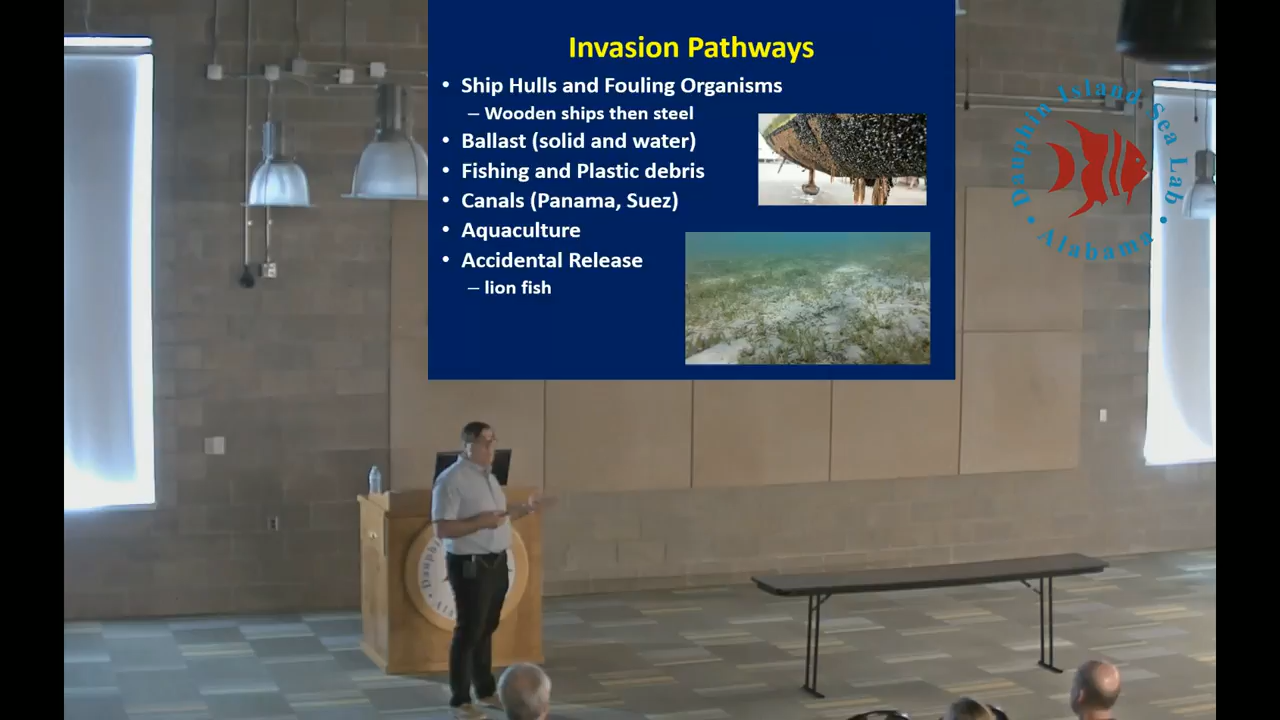 Invasion Pathways
• Ship Hulls and Fouling Organisms
– Wooden ships then steel
• Ballast (solid and water)
• Fishing and Plastic debris
• Canals (Panama, Suez)
• Aquaculture
• Accidental Release
– lion fish
Dauphin Island Sea Lab
• Alabama •